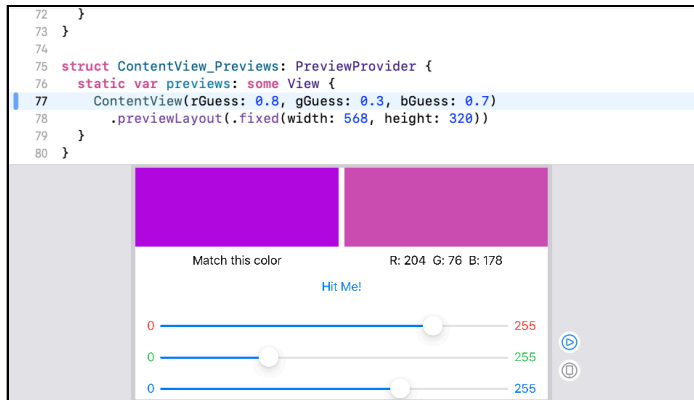 72 }
73 }
74
75 struct ContentView_Previews: PreviewProvider {
76 static var previews: some View {
77 ContentView(rGuess: 0.8, gGuess: 0.3, bGuess: 0.7)
78 .previewLayout(.fixed(width: 568, height: 320))
79 }
80 }
Match this color R: 204 G: 76 B: 178
Hit Me!
0 255
0 255
0 255